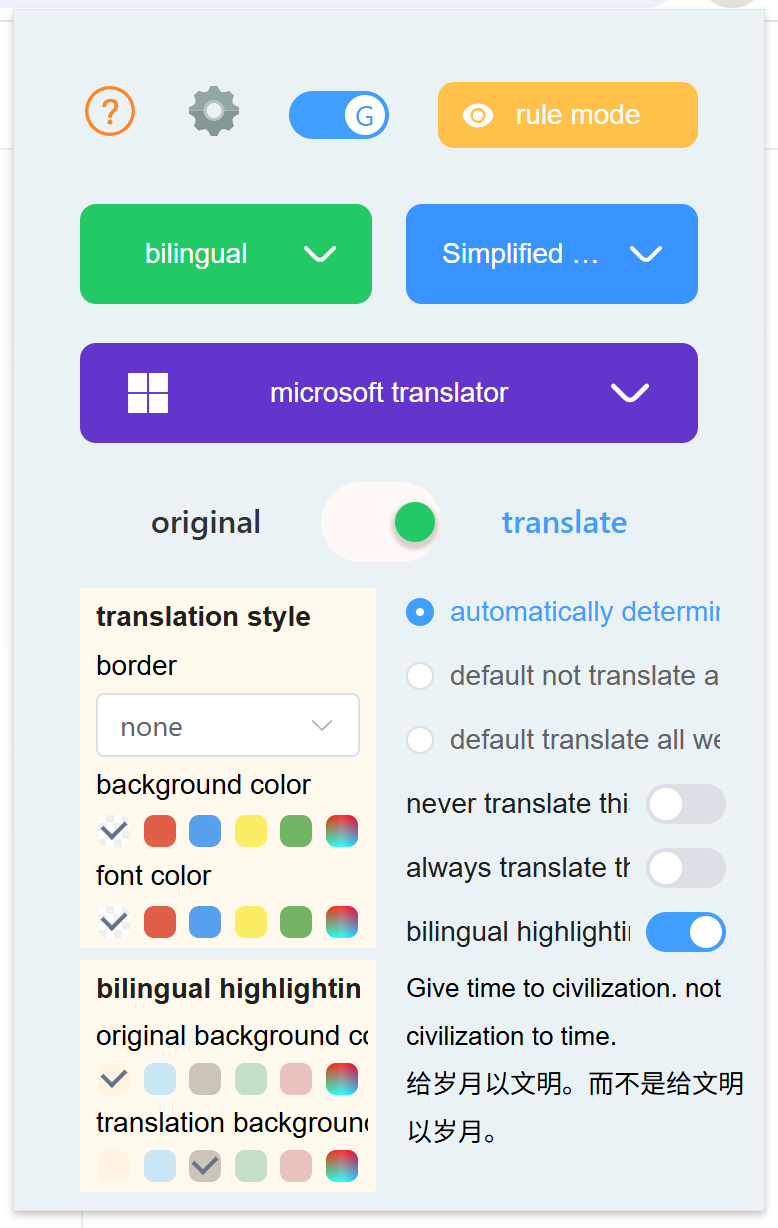 ?
G
rule mode
bilingual
Simplified ...
microsoft translator
original
translate
translation style
border
none
background color
font color
automatically determin
default not translate a
default translate all we
never translate thi
always translate th
bilingual highlightin
bilingual highlightin
original background co
translation background
Give time to civilization. not
civilization to time.
给岁月以文明。而不是给文明
以岁月。